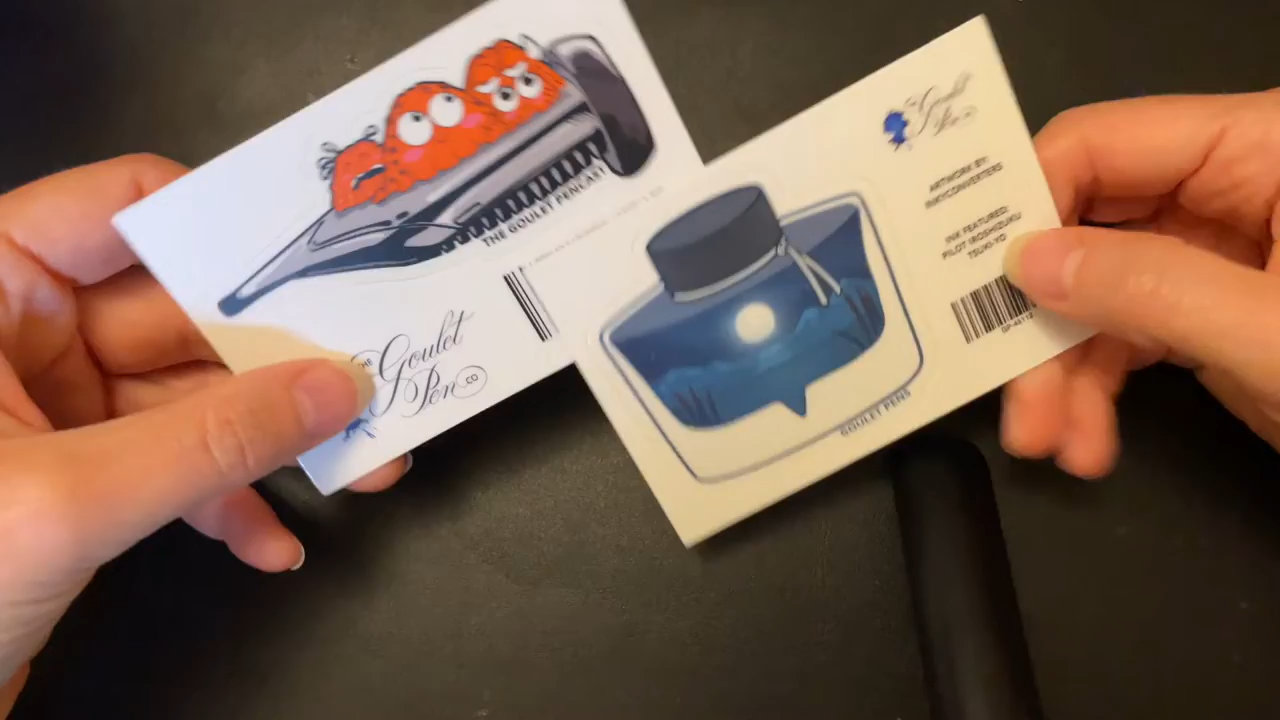 THE GOULET PENCAST
THE
Goulet
Pen CO
Goulet
Pen CO
ARTWORK BY:
INKYCONVERTERS
INK FEATURED:
PILOT IROSHIZUKU
TSUKI-YO
GOULET PENS